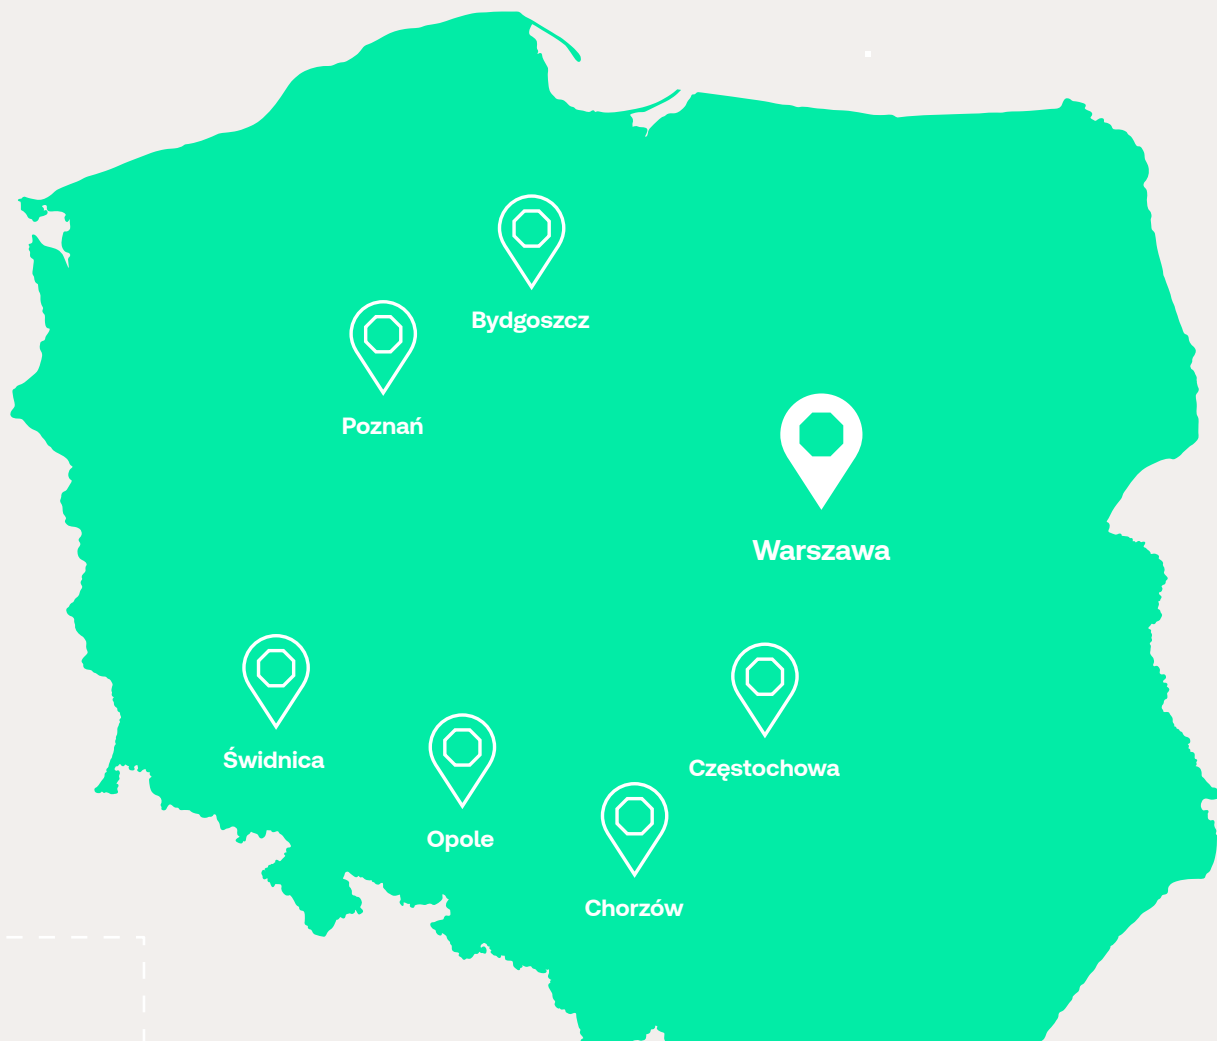 Bydgoszcz
Poznań
Warszawa
Świdnica
Częstochowa
Opole
Chorzów